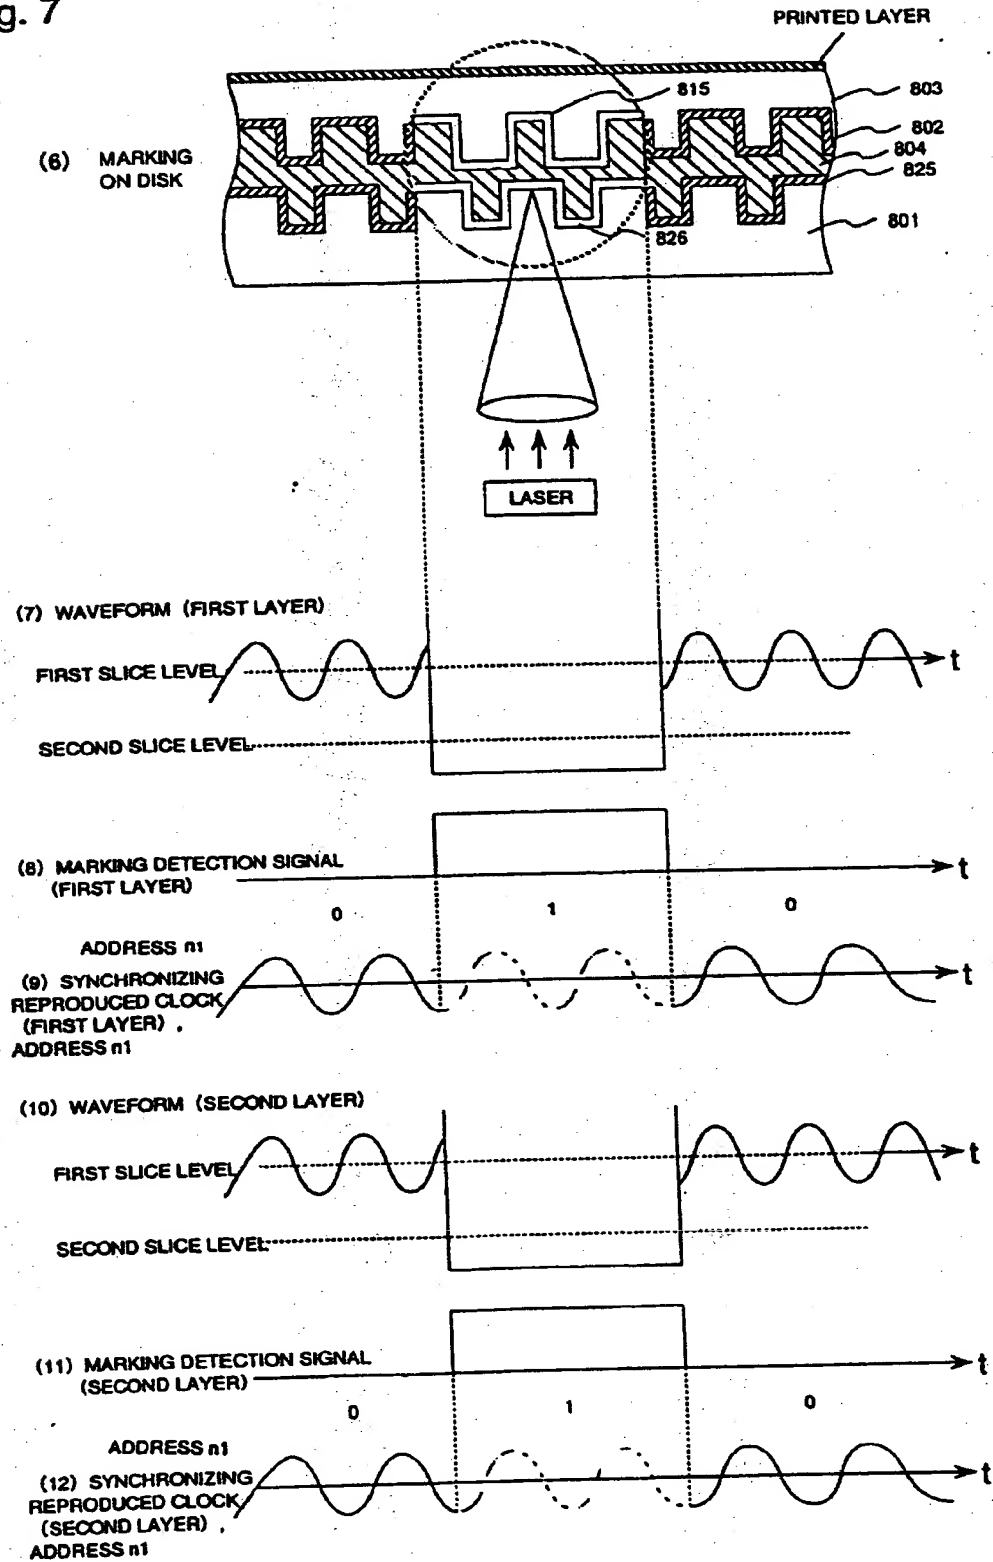 g. 7
PRINTED LAYER
815
803
802
804
825
801
826
(6) MARKING
ON DISK
LASER
(7) WAVEFORM (FIRST LAYER)
FIRST SLICE LEVEL
t
SECOND SLICE LEVEL
(8) MARKING DETECTION SIGNAL
(FIRST LAYER)
t
0
1
0
ADDRESS n1
(9) SYNCHRONIZING
REPRODUCED CLOCK
(FIRST LAYER) ,
ADDRESS n1
t
(10) WAVEFORM (SECOND LAYER)
FIRST SLICE LEVEL
t
SECOND SLICE LEVEL
(11) MARKING DETECTION SIGNAL
(SECOND LAYER)
t
0
1
0
ADDRESS n1
(12) SYNCHRONIZING
REPRODUCED CLOCK
(SECOND LAYER) ,
ADDRESS n1
t